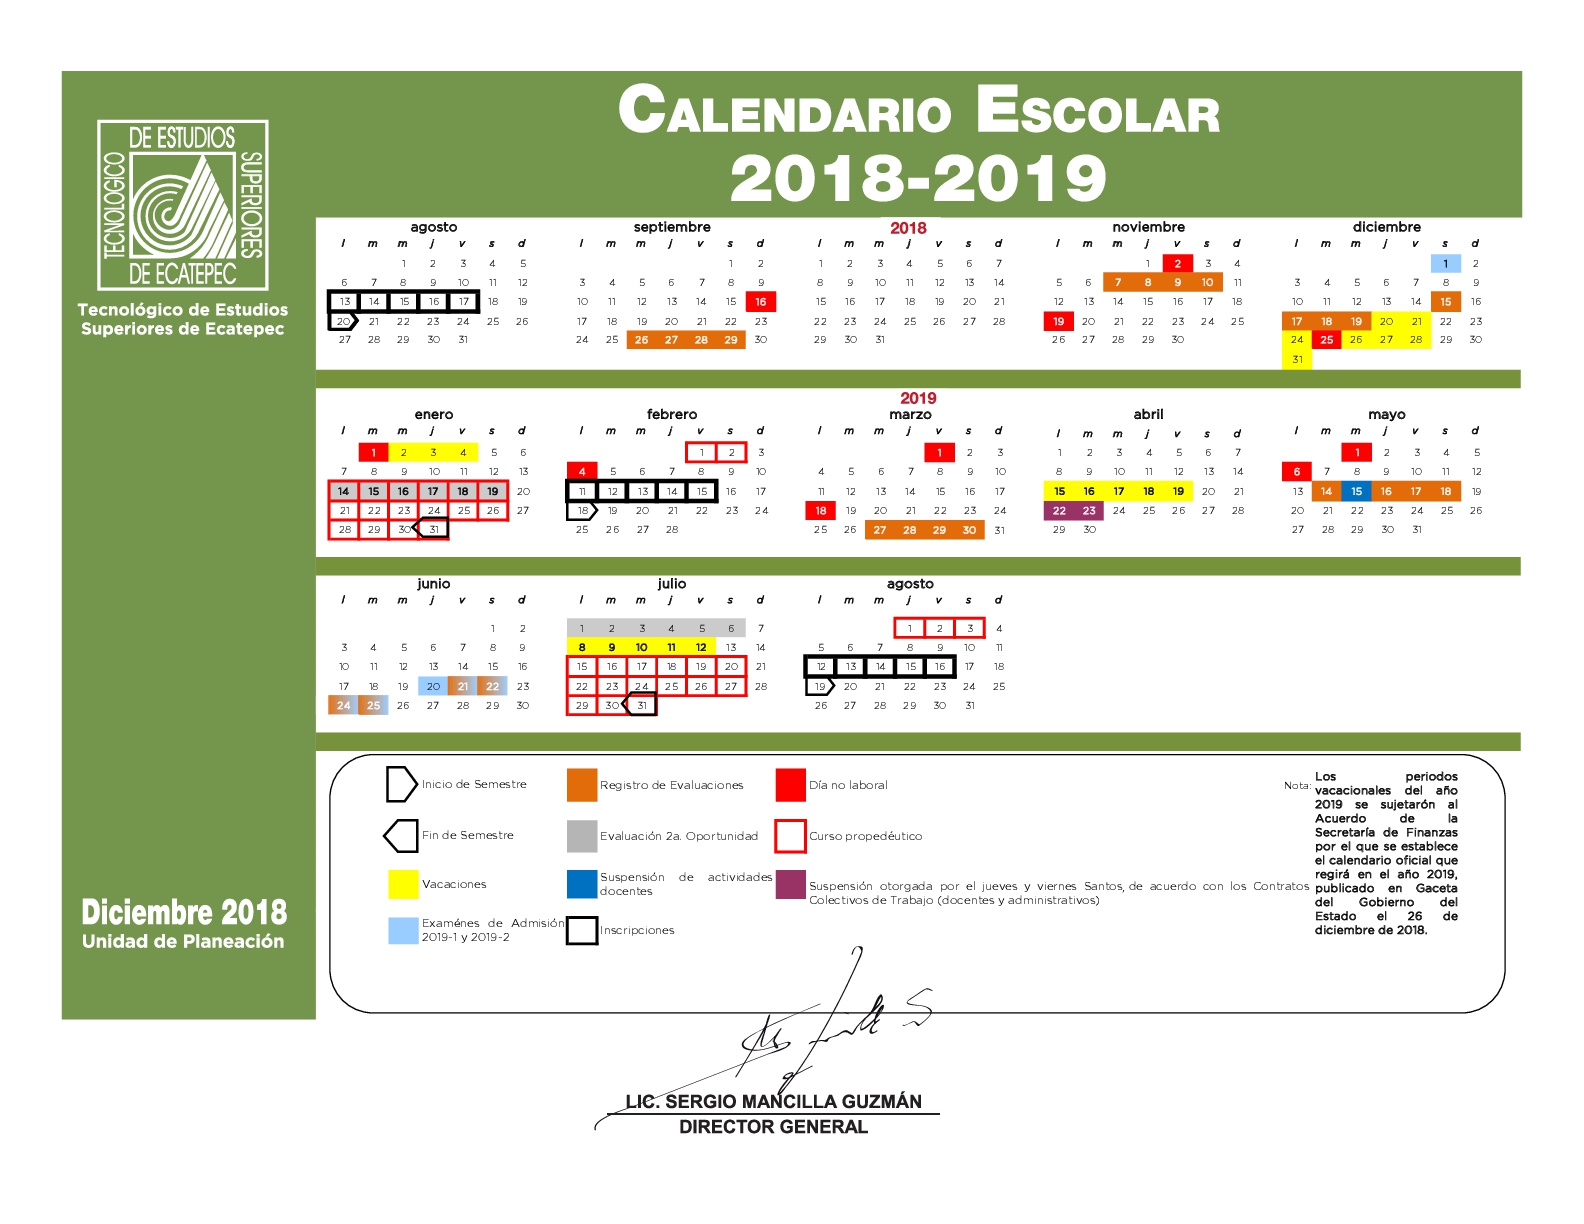 CALENDARIO ESCOLAR
2018-2019
DE ESTUDIOS
TECNOLOGICO
SUPERIORES
DE ECATEPEC
Tecnológico de Estudios
Superiores de Ecatepec
2018
agosto
l m m j v s d
1 2 3 4 5
6 7 8 9 10 11 12
13 14 15 16 17 18 19
20 21 22 23 24 25 26
27 28 29 30 31
septiembre
l m m j v s d
1 2
3 4 5 6 7 8 9
10 11 12 13 14 15 16
17 18 19 20 21 22 23
24 25 26 27 28 29 30
l m m j v s d
1 2 3 4 5 6 7
8 9 10 11 12 13 14
15 16 17 18 19 20 21
22 23 24 25 26 27 28
29 30 31
noviembre
l m m j v s d
1 2 3 4
5 6 7 8 9 10 11
12 13 14 15 16 17 18
19 20 21 22 23 24 25
26 27 28 29 30
diciembre
l m m j v s d
1 2
3 4 5 6 7 8 9
10 11 12 13 14 15 16
17 18 19 20 21 22 23
24 25 26 27 28 29 30
31
2019
enero
l m m j v s d
1 2 3 4 5 6
7 8 9 10 11 12 13
14 15 16 17 18 19 20
21 22 23 24 25 26 27
28 29 30 31
febrero
l m m j v s d
1 2 3
4 5 6 7 8 9 10
11 12 13 14 15 16 17
18 19 20 21 22 23 24
25 26 27 28
marzo
l m m j v s d
1 2 3
4 5 6 7 8 9 10
11 12 13 14 15 16 17
18 19 20 21 22 23 24
25 26 27 28 29 30 31
abril
l m m j v s d
1 2 3 4 5 6 7
8 9 10 11 12 13 14
15 16 17 18 19 20 21
22 23 24 25 26 27 28
29 30
mayo
l m m j v s d
1 2 3 4 5
6 7 8 9 10 11 12
13 14 15 16 17 18 19
20 21 22 23 24 25 26
27 28 29 30 31
junio
l m m j v s d
1 2
3 4 5 6 7 8 9
10 11 12 13 14 15 16
17 18 19 20 21 22 23
24 25 26 27 28 29 30
julio
l m m j v s d
1 2 3 4 5 6 7
8 9 10 11 12 13 14
15 16 17 18 19 20 21
22 23 24 25 26 27 28
29 30 31
agosto
l m m j v s d
1 2 3 4
5 6 7 8 9 10 11
12 13 14 15 16 17 18
19 20 21 22 23 24 25
26 27 28 29 30 31
Inicio de Semestre
Fin de Semestre
Vacaciones
Examénes de Admisión
2019-1 y 2019-2
Registro de Evaluaciones
Evaluación 2a. Oportunidad
Suspensión de actividades
docentes
Inscripciones
Día no laboral
Curso propedéutico
Suspensión otorgada por el jueves y viernes Santos, de acuerdo con los Contratos
Colectivos de Trabajo (docentes y administrativos)
Nota:
Los periodos
vacacionales del año
2019 se sujetarón al
Acuerdo de la
Secretaría de Finanzas
por el que se establece
el calendario oficial que
regirá en el año 2019,
publicado en Gaceta
del Gobierno del
Estado el 26 de
diciembre de 2018.
Diciembre 2018
Unidad de Planeación
LIC. SERGIO MANCILLA GUZMÁN
DIRECTOR GENERAL